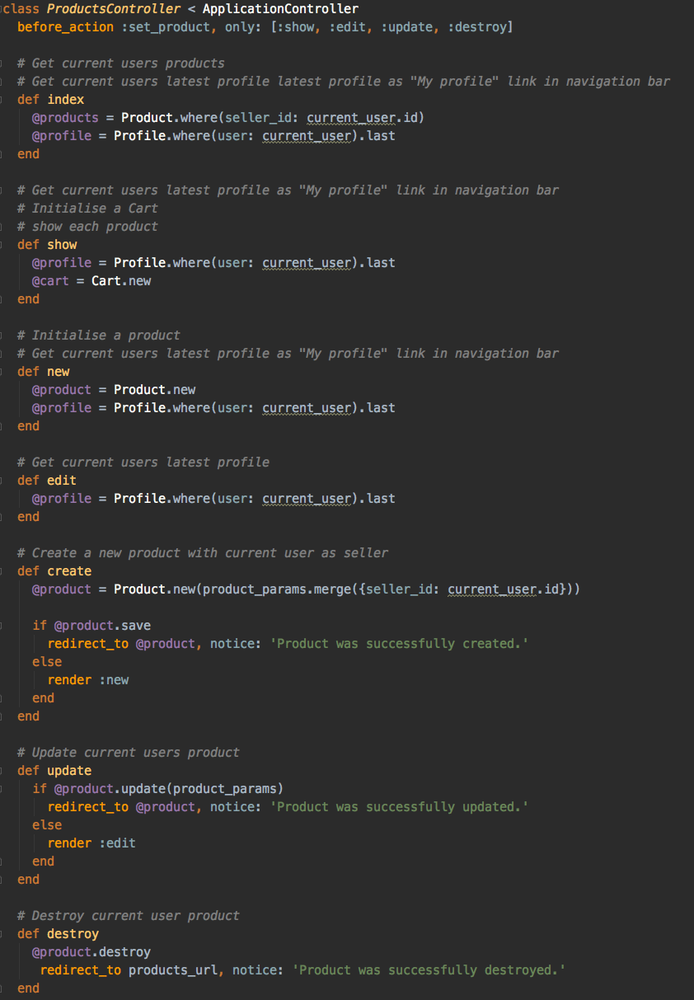 class ProductsController < ApplicationController
  before_action :set_product, only: [:show, :edit, :update, :destroy]

  # Get current users products
  # Get current users latest profile latest profile as "My profile" link in navigation bar
  def index
    @products = Product.where(seller_id: current_user.id)
    @profile = Profile.where(user: current_user).last
  end

  # Get current users latest profile as "My profile" link in navigation bar
  # Initialise a Cart
  # show each product
  def show
    @profile = Profile.where(user: current_user).last
    @cart = Cart.new
  end

  # Initialise a product
  # Get current users latest profile as "My profile" link in navigation bar
  def new
    @product = Product.new
    @profile = Profile.where(user: current_user).last
  end

  # Get current users latest profile
  def edit
    @profile = Profile.where(user: current_user).last
  end

  # Create a new product with current user as seller
  def create
    @product = Product.new(product_params.merge({seller_id: current_user.id}))

    if @product.save
      redirect_to @product, notice: 'Product was successfully created.'
    else
      render :new
    end
  end

  # Update current users product
  def update
    if @product.update(product_params)
      redirect_to @product, notice: 'Product was successfully updated.'
    else
      render :edit
    end
  end

  # Destroy current user product
  def destroy
    @product.destroy
     redirect_to products_url, notice: 'Product was successfully destroyed.'
  end